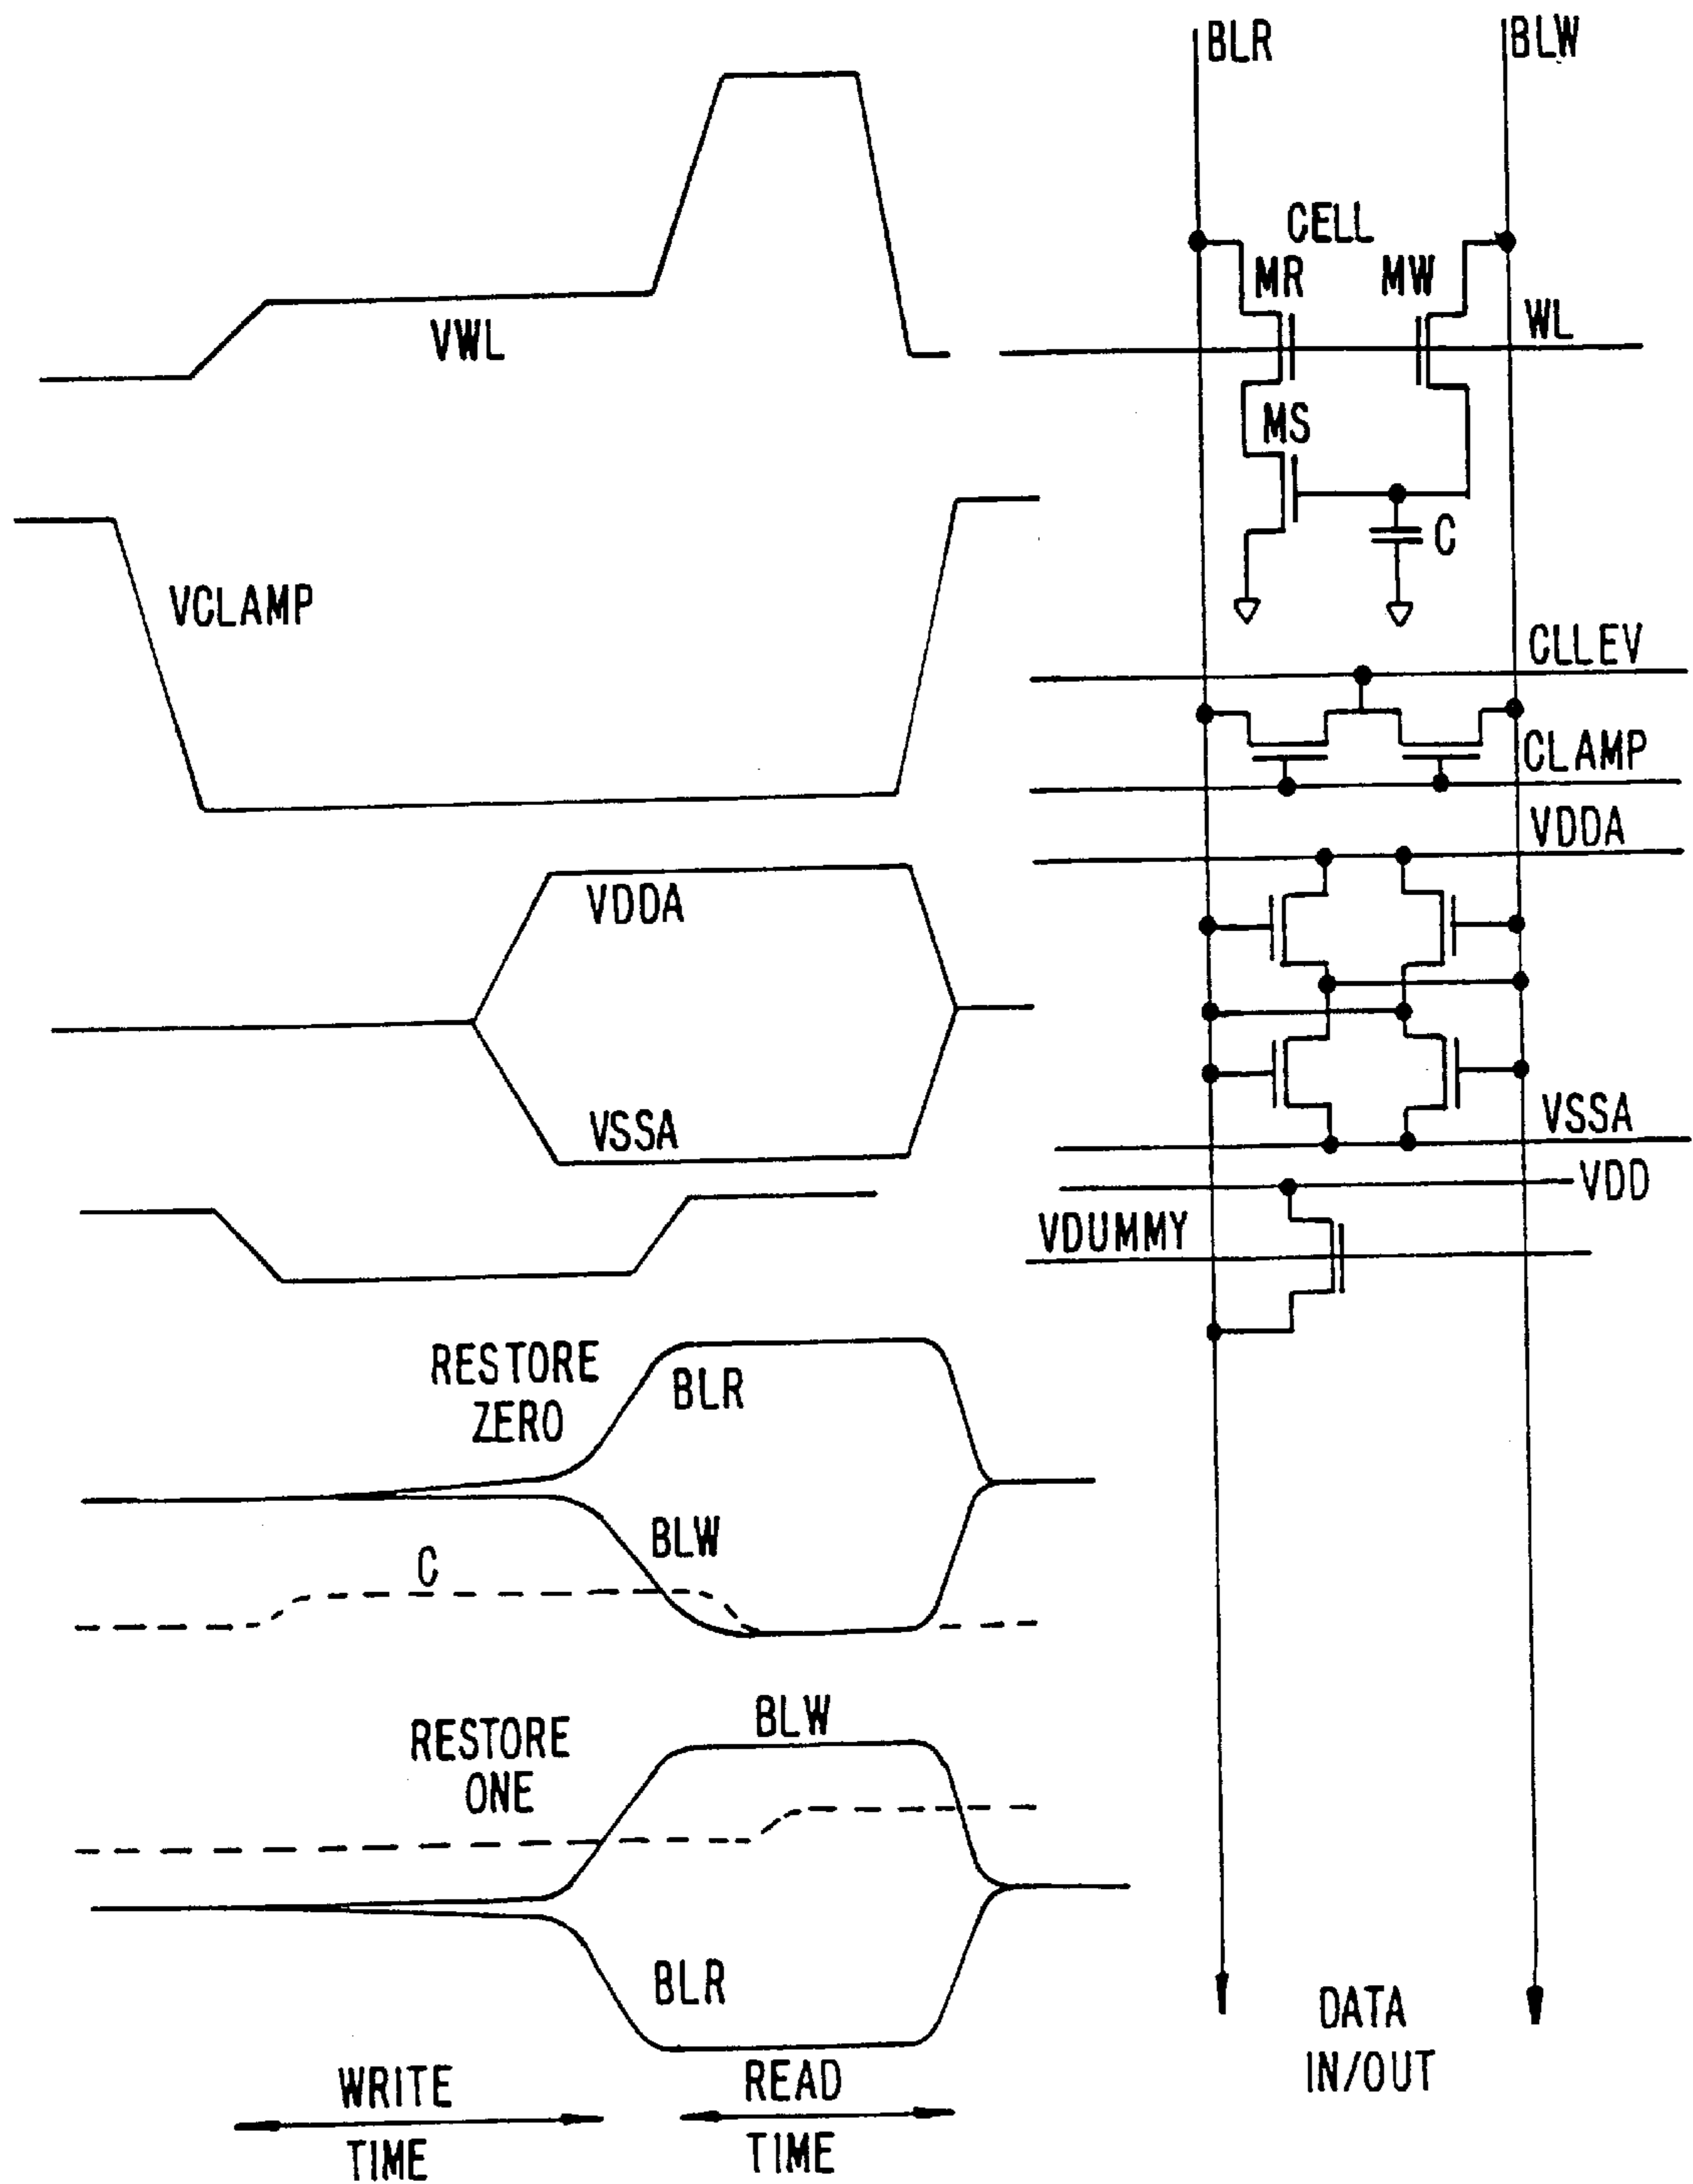 BLR
BLW
CELL
MR
MW
WL
VWL
MS
C
VCLAMP
CLLEV
CLAMP
VDDA
VDDA
VSSA
VSSA
VDD
VDUMMY
RESTORE
ZERO
BLR
BLW
C
RESTORE
ONE
BLW
BLR
DATA
IN/OUT
WRITE
TIME
READ
TIME